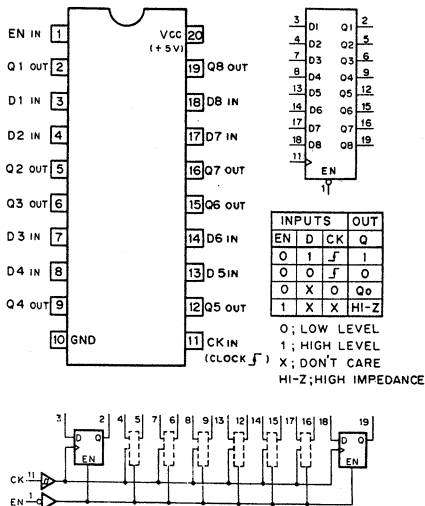 EN IN 1
Q1 OUT 2
D1 IN 3
D2 IN 4
Q2 OUT 5
Q3 OUT 6
D3 IN 7
D4 IN 8
Q4 OUT 9
10 GND
VCC 20
(+5V)
19 Q8 OUT
18 D8 IN
17 D7 IN
16 Q7 OUT
15 Q6 OUT
14 D6 IN
13 D5IN
12 Q5 OUT
11 CK IN
(CLOCK)
3 D1 Q1 2
4 D2 Q2 5
7 D3 Q3 6
8 D4 Q4 9
13 D5 Q5 12
14 D6 Q6 15
17 D7 Q7 16
18 D8 Q8 19
11
EN
1
INPUTS OUT
EN D CK Q
0 1 1
0 0 0
0 X 0 Qo
1 X X HI-Z
0; LOW LEVEL
1; HIGH LEVEL
X; DON'T CARE
HI-Z;HIGH IMPEDANCE
3 2 4 5 7 6 8 9 13 12 14 15 17 16 18 19
D Q
EN
D Q
EN
CK 11
EN 1